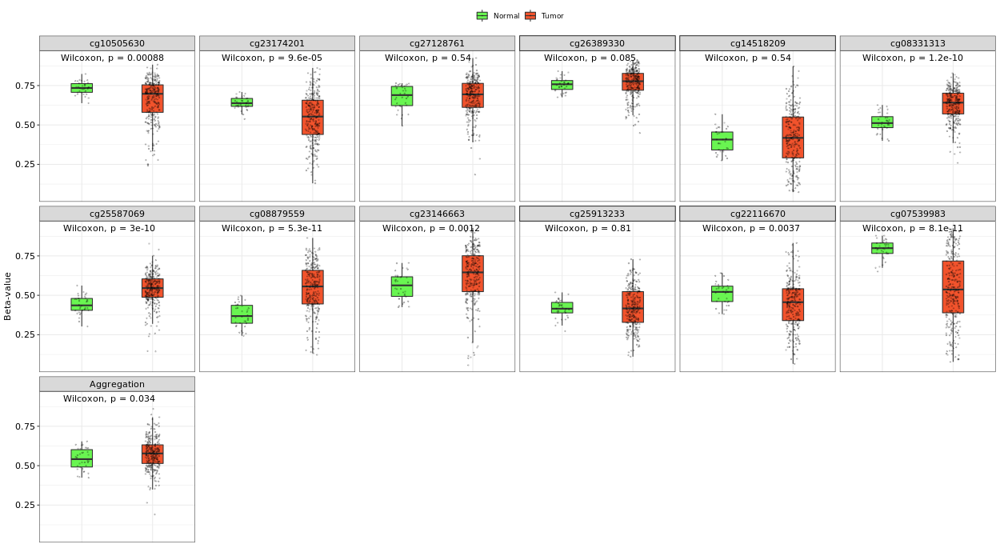 Normal Tumor
cg10505630 cg23174201 cg27128761 cg26389330 cg14518209 cg08331313
Wilcoxon, p = 0.00088 Wilcoxon, p = 9.6e-05 Wilcoxon, p = 0.54 Wilcoxon, p = 0.085 Wilcoxon, p = 0.54 Wilcoxon, p = 1.2e-10
0.75
0.50
0.25
cg25587069 cg08879559 cg23146663 cg25913233 cg22116670 cg07539983
Wilcoxon, p = 3e-10 Wilcoxon, p = 5.3e-11 Wilcoxon, p = 0.0012 Wilcoxon, p = 0.81 Wilcoxon, p = 0.0037 Wilcoxon, p = 8.1e-11
0.75
0.50
0.25
Beta-value
Aggregation
Wilcoxon, p = 0.034
0.75
0.50
0.25